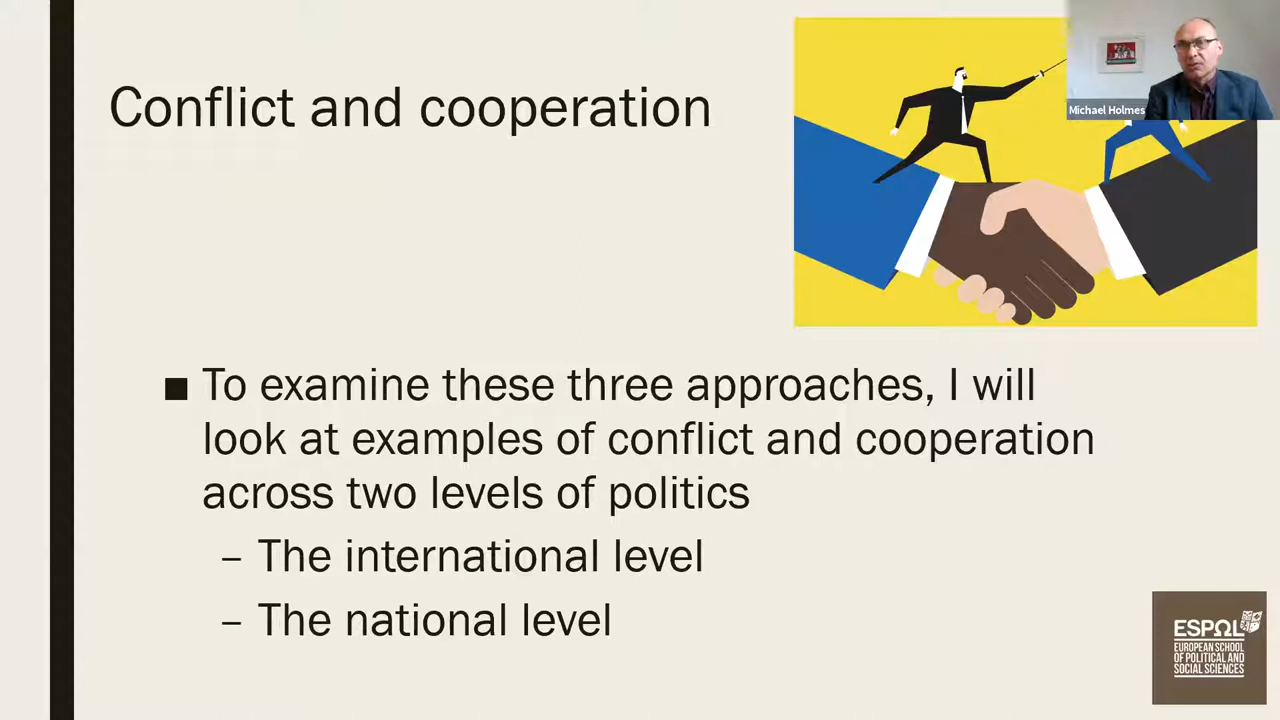 Conflict and cooperation
Michael Holmes
■ To examine these three approaches, I will
look at examples of conflict and cooperation
across two levels of politics
– The international level
– The national level
ESPΩL
EUROPEAN SCHOOL
OF POLITICAL AND
SOCIAL SCIENCES